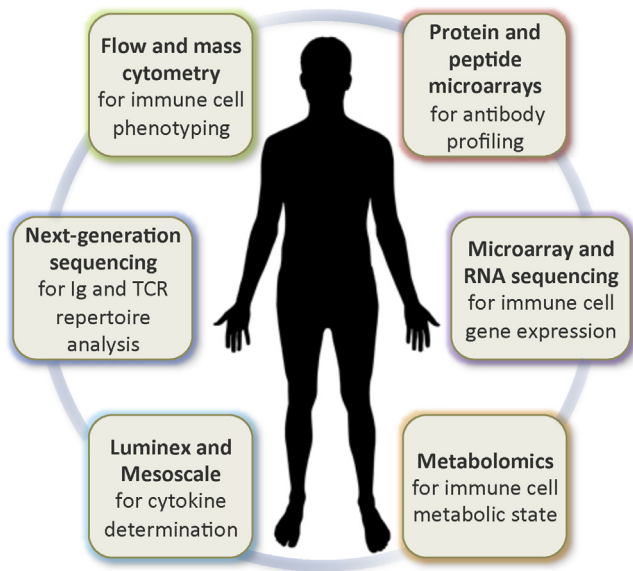 Flow and mass
cytometry
for immune cell
phenotyping
Protein and
peptide
microarrays
for antibody
profiling
Next-generation
sequencing
for Ig and TCR
repertoire
analysis
Microarray and
RNA sequencing
for immune cell
gene expression
Luminex and
Mesoscale
for cytokine
determination
Metabolomics
for immune cell
metabolic state